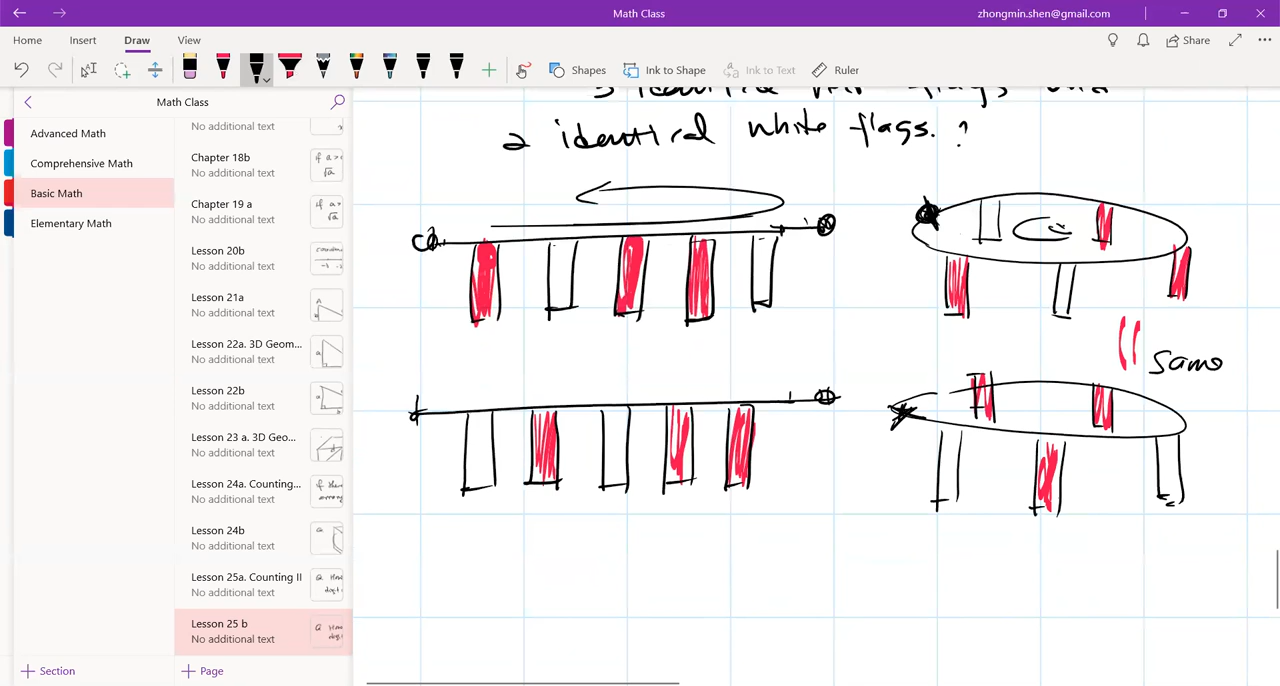 Math Class
zhongmin.shen@gmail.com
Home Insert Draw View
Share
Shapes
Ink to Shape
Ink to Text
Ruler
Math Class
Advanced Math
Comprehensive Math
Basic Math
Elementary Math
No additional text
Chapter 18b
No additional text
Chapter 19 a
No additional text
Lesson 20b
No additional text
Lesson 21a
No additional text
Lesson 22a. 3D Geom...
No additional text
Lesson 22b
No additional text
Lesson 23 a. 3D Geo...
No additional text
Lesson 24a. Counting...
No additional text
Lesson 24b
No additional text
Lesson 25a. Counting II
No additional text
Lesson 25 b
No additional text
Section
Page
3 identical red flags and
2 identical white flags. ?
Same